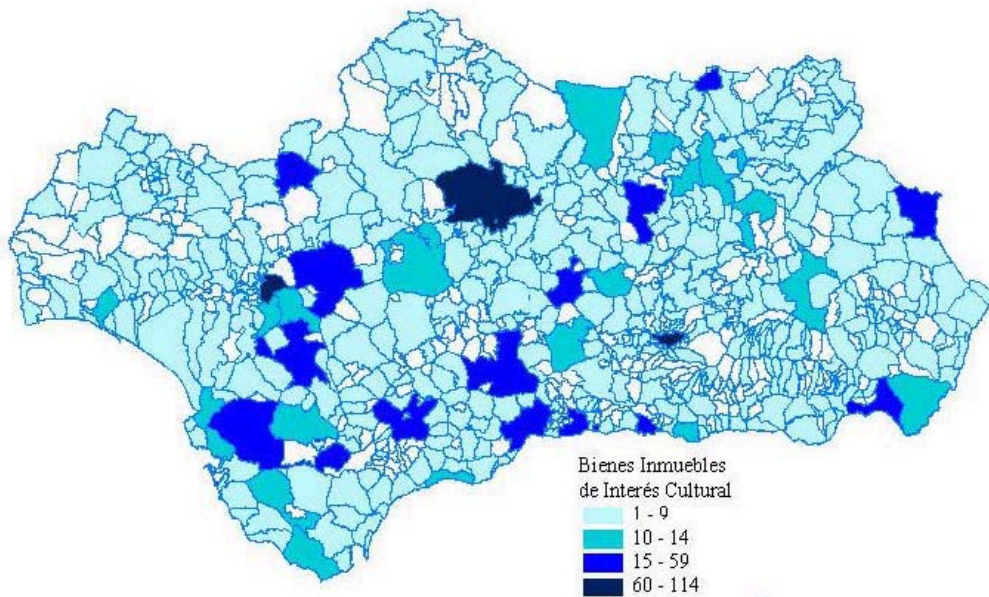 Bienes Inmuebles
de Interés Cultural
1 - 9
10 - 14
15 - 59
60 - 114